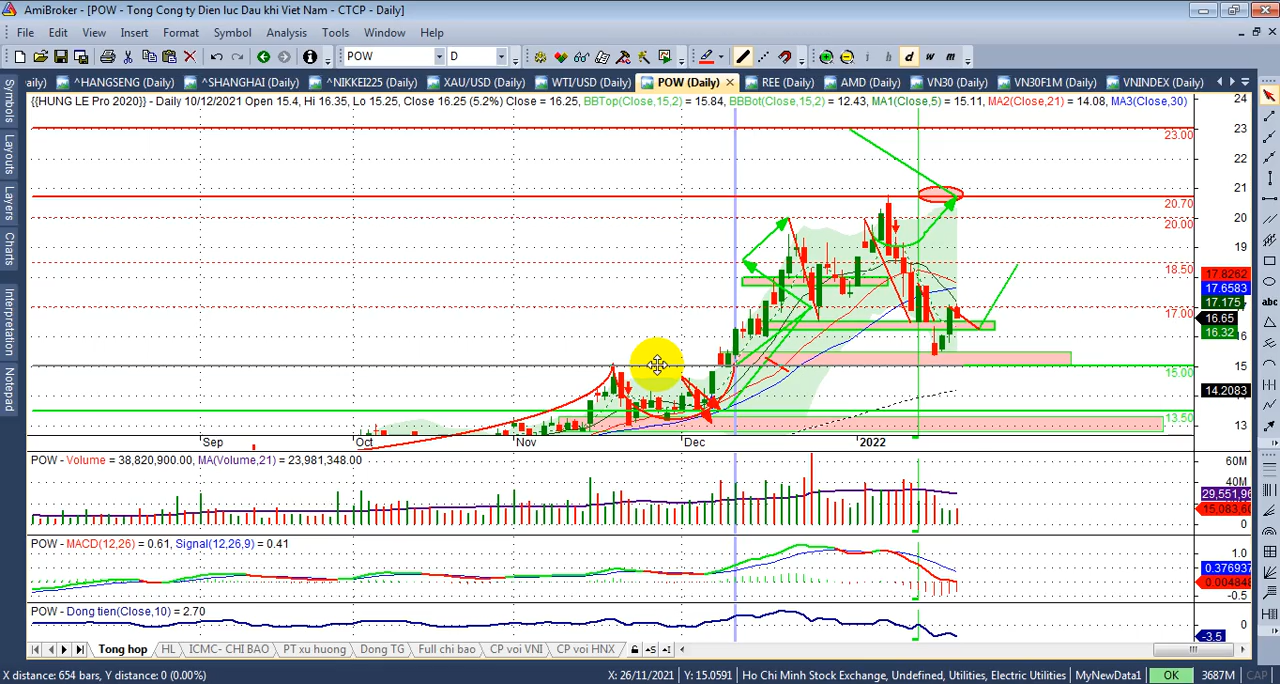 AmiBroker - [POW - Tong Cong ty Dien luc Dau khi Viet Nam - CTCP - Daily]
File Edit View Insert Format Symbol Analysis Tools Window Help
POW D i h d w m
aily) ^HANGSENG (Daily) ^SHANGHAI (Daily) ^NIKKEI225 (Daily) XAU/USD (Daily) WTI/USD (Daily) POW (Daily) REE (Daily) AMD (Daily) VN30 (Daily) VN30F1M (Daily) VNINDEX (Daily)
{{HUNG LE Pro 2020}} - Daily 10/12/2021 Open 15.4, Hi 16.35, Lo 15.25, Close 16.25 (5.2%) Close = 16.25, BBTop(Close,15,2) = 15.84, BBBot(Close,15,2) = 12.43, MA1(Close,5) = 15.11, MA2(Close,21) = 14.08, MA3(Close,30)
Symbols
Layouts
Layers
Charts
Interpretation
Notepad
abc
24
23
23.00
22
21
20.70
20
20.00
19
18.50
17.8262
17.6583
17.175
17.00
16.65
16.32
16
15
15.00
14.2083
14
13.50
13
Sep Oct Nov Dec 2022
POW - Volume = 38,820,900.00, MA(Volume,21) = 23,981,348.00
60M
40M
29,551,96
15,083,60
0
POW - MACD(12,26) = 0.61, Signal(12,26,9) = 0.41
1.0
0.376937
0.004848
-0.5
POW - Dong tien(Close,10) = 2.70
0
-3.5
Tong hop HL ICMC- CHI BAO PT xu huong Dong TG Full chi bao CP voi VNI CP voi HNX
X distance: 654 bars, Y distance: 0 (0.00%) X: 26/11/2021 Y: 15.0591 Ho Chi Minh Stock Exchange, Undefined, Utilities, Electric Utilities MyNewData1 OK 3687M CAP